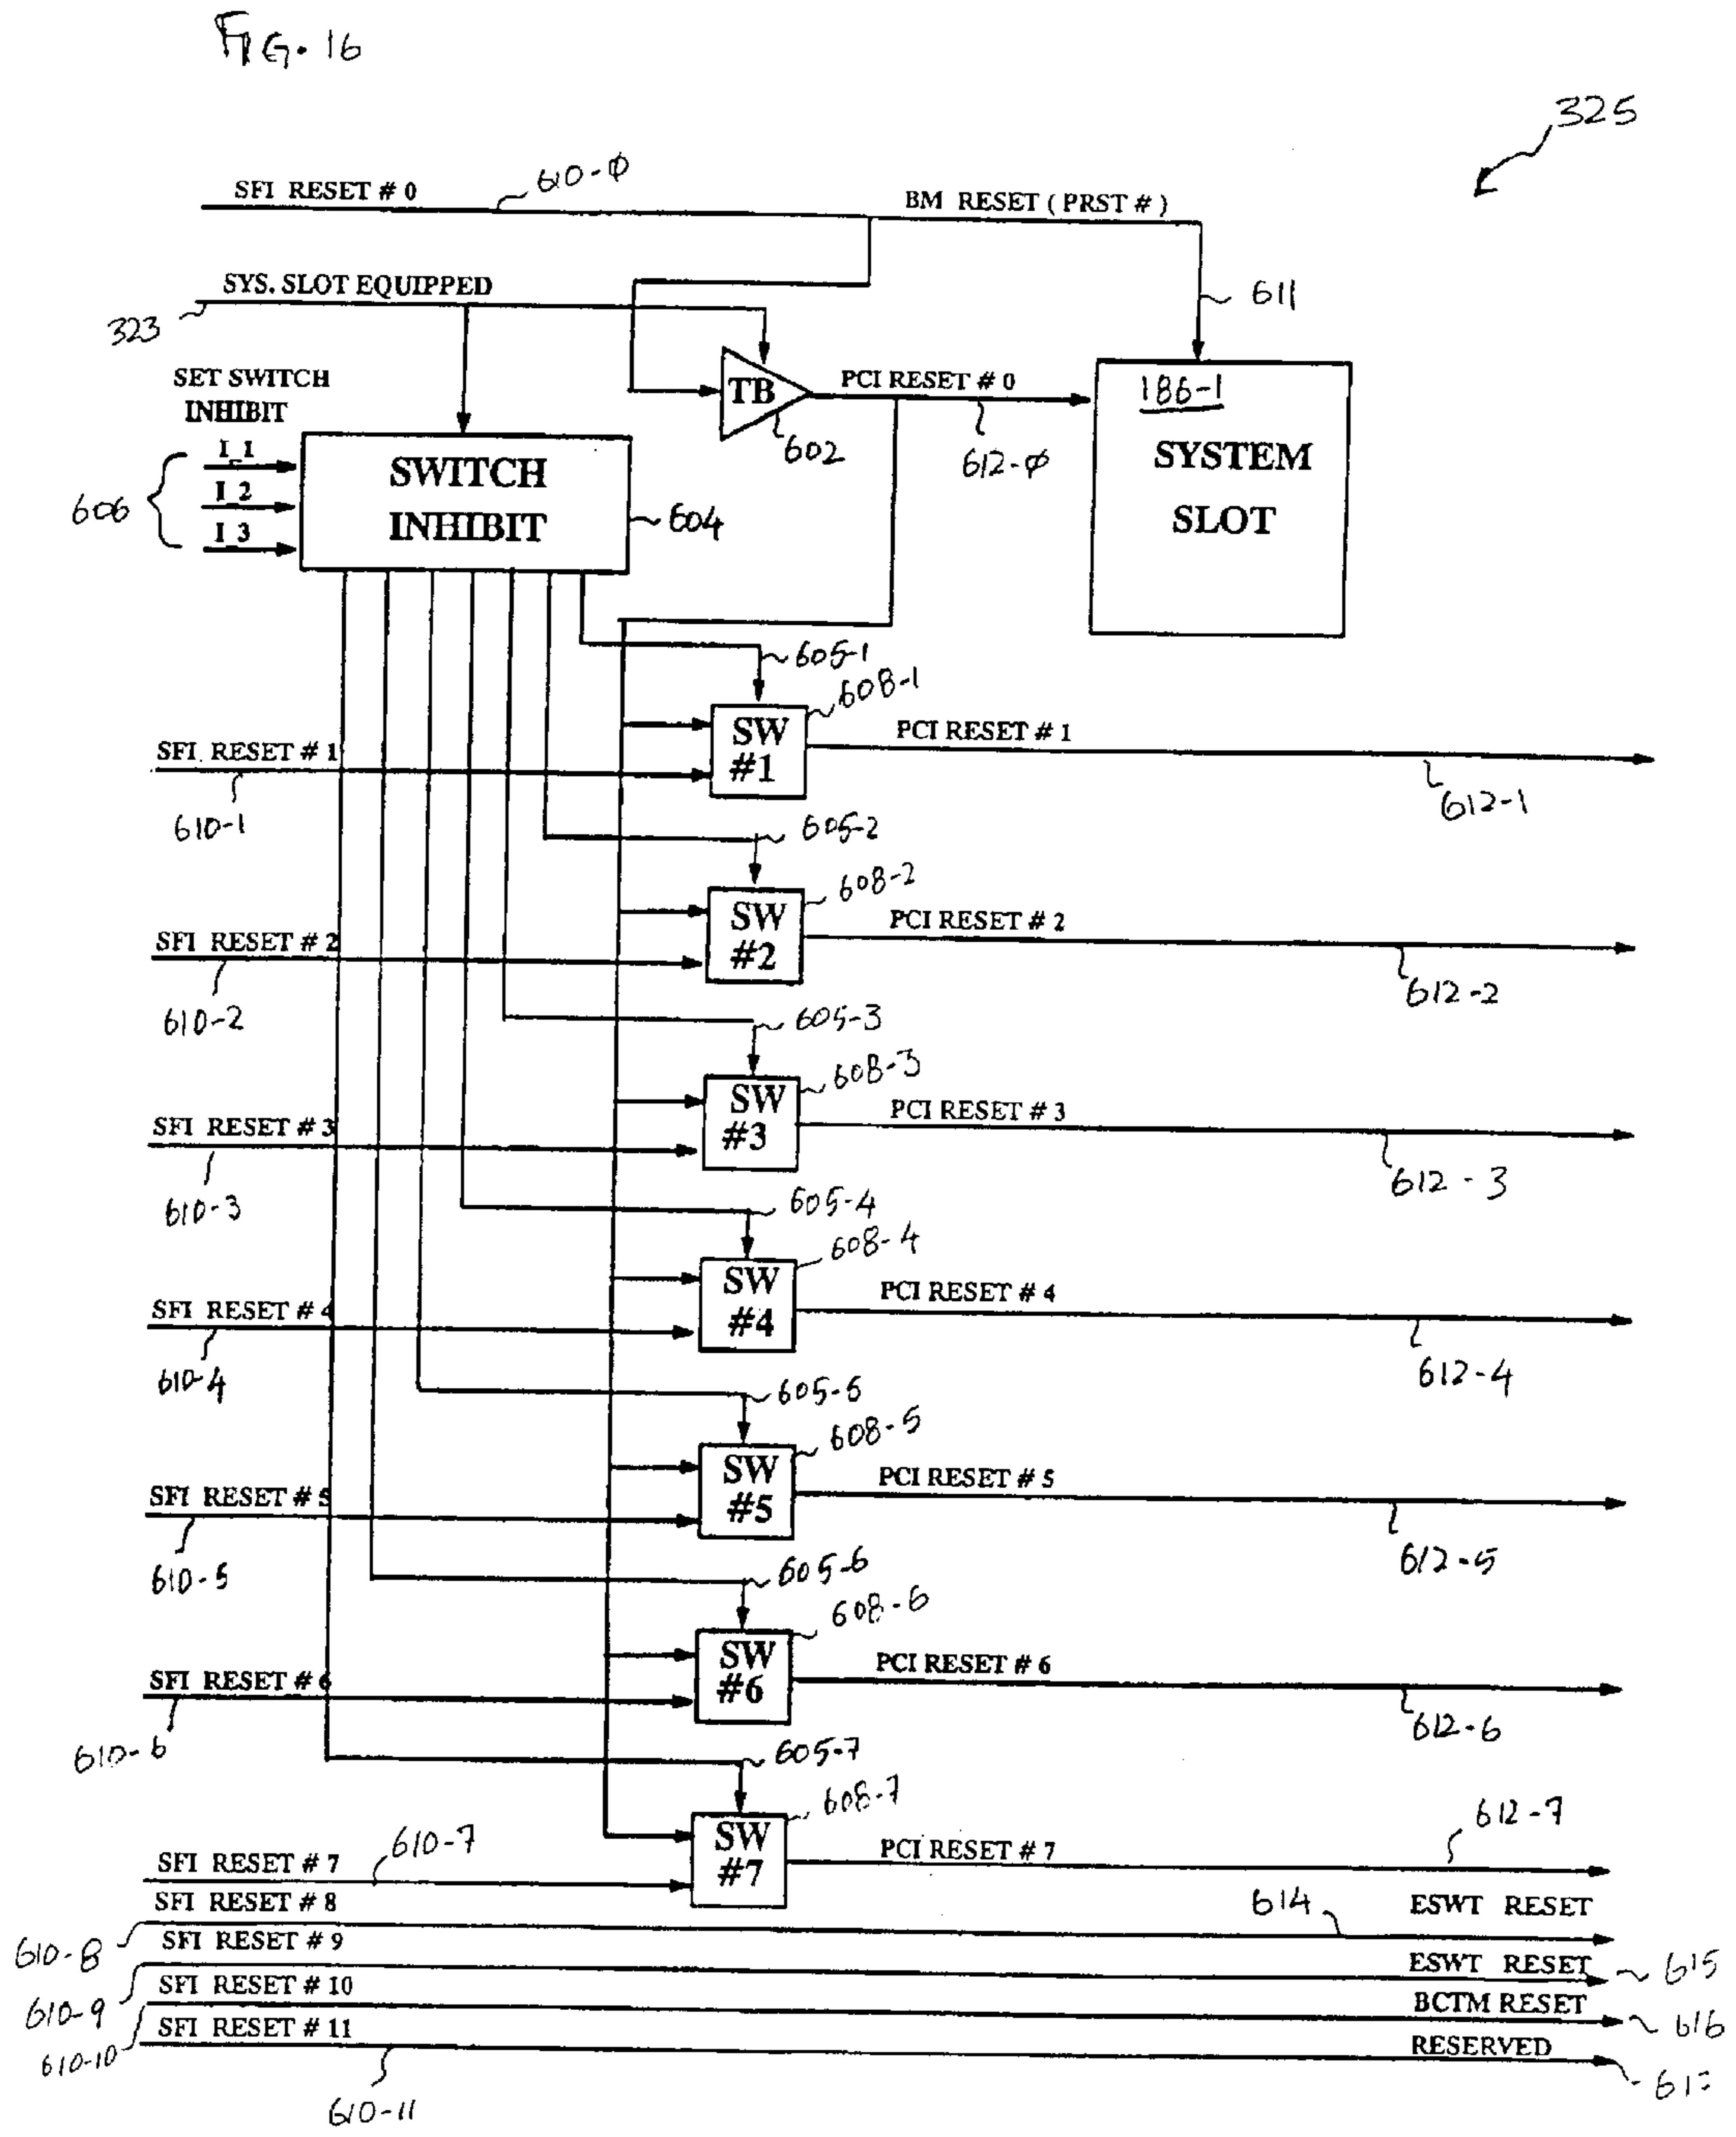 FIG. 16
325
SFI RESET # 0
610-0
BM RESET ( PRST # )
SYS. SLOT EQUIPPED
323
611
SET SWITCH
INHIBIT
I_1
I_2
I_3
606
SWITCH
INHIBIT
604
TB
602
PCI RESET # 0
612-0
186-1
SYSTEM
SLOT
605-1
608-1
SW
#1
SFI RESET # 1
610-1
PCI RESET # 1
612-1
605-2
608-2
SW
#2
SFI RESET # 2
610-2
PCI RESET # 2
612-2
605-3
608-3
SW
#3
SFI RESET # 3
610-3
PCI RESET # 3
612-3
605-4
608-4
SW
#4
SFI RESET # 4
610-4
PCI RESET # 4
612-4
605-5
608-5
SW
#5
SFI RESET # 5
610-5
PCI RESET # 5
612-5
605-6
608-6
SW
#6
SFI RESET # 6
610-6
PCI RESET # 6
612-6
605-7
608-7
SW
#7
SFI RESET # 7
610-7
PCI RESET # 7
612-7
SFI RESET # 8
610-8
614
ESWT RESET
SFI RESET # 9
610-9
ESWT RESET
615
SFI RESET # 10
610-10
BCTM RESET
616
SFI RESET # 11
610-11
RESERVED